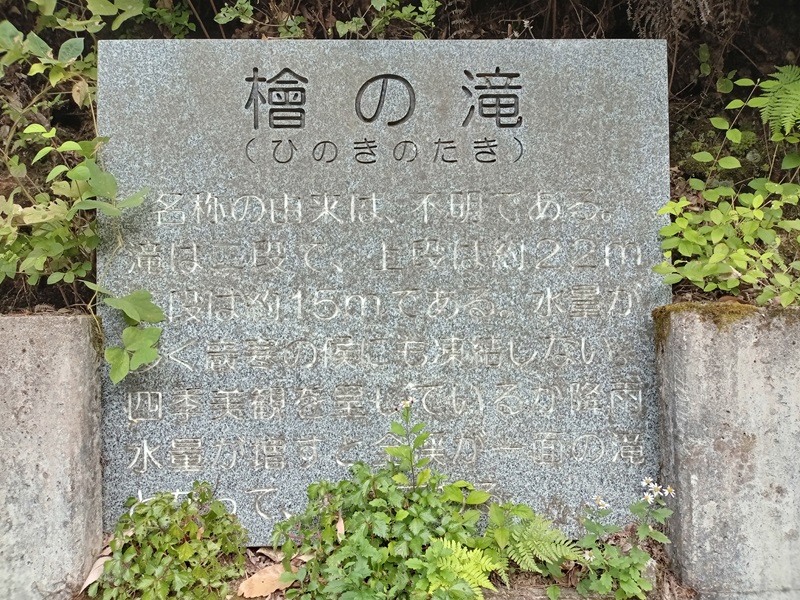 檜の滝
（ひのきのたき）
名称の由来は、不明である。
滝は二段で、上段は約22m
段は約15mである。水量が
く厳寒の候にも凍結しない。
四季美観を呈しているが降雨
水量が増すと全渓が一面の滝
となって、
る